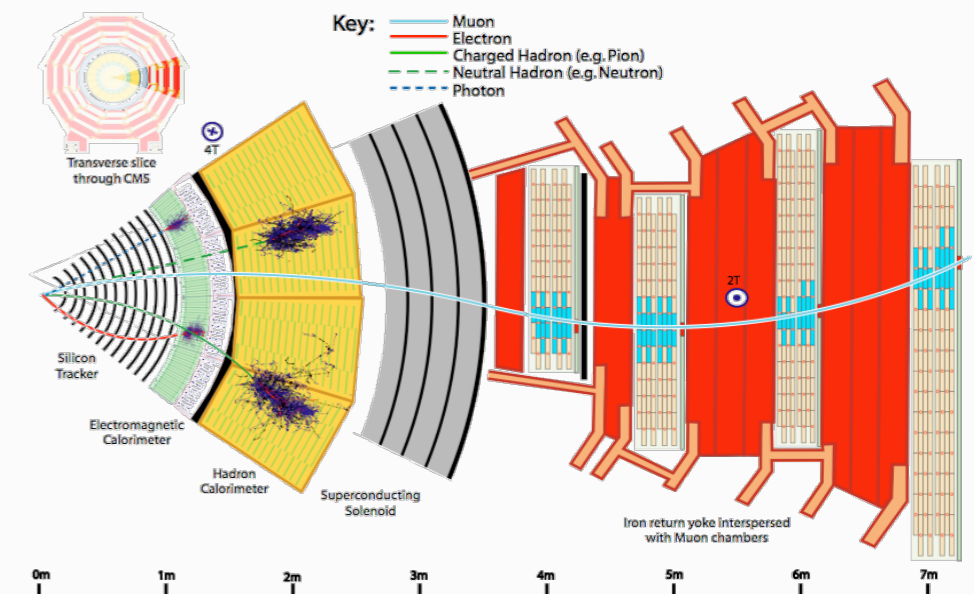 Key:
Muon
Electron
Charged Hadron (e.g. Pion)
Neutral Hadron (e.g. Neutron)
Photon
Transverse slice
through CMS
4T
2T
Silicon
Tracker
Electromagnetic
Calorimeter
Hadron
Calorimeter
Superconducting
Solenoid
Iron return yoke interspersed
with Muon chambers
0m 1m 2m 3m 4m 5m 6m 7m